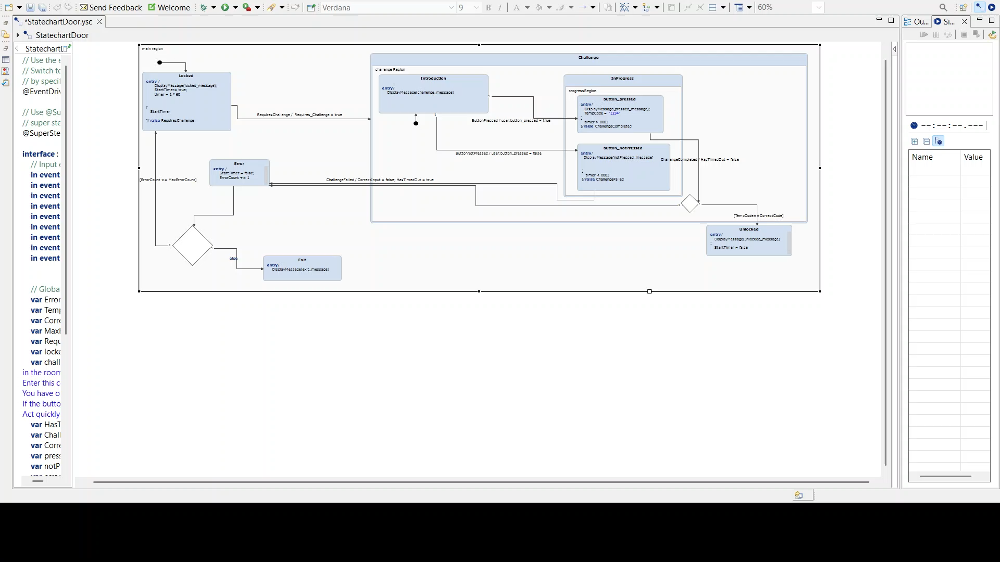 Send Feedback
Welcome
Verdana
9
B
I
A
60%
*StatechartDoor.ysc
Ou...
Si...
StatechartDoor
Statechart
// Use the e
// Switch to
// by specif
@EventDriv
// Use @Su
// super ste
@SuperSte
interface :
// Input e
in event
in event
in event
in event
in event
in event
in event
in event
in event
// Globa
var Error
var Temp
var Corre
var MaxE
var Requ
var locke
var chall
in the room
Enter this c
You have o
If the butto
Act quickly
var HasT
var Chall
var Corre
var press
var notP
main region
Locked
entry /
DisplayMessage(locked_message);
StartTimer= true;
timer = 1 * 60
[
StartTimer
]/ raise RequiresChallenge
RequiresChallenge / Requires_Challenge = true
Challenge
challenge Region
Introduction
entry/
DisplayMessage(challenge_message)
ButtonPressed / user.button_pressed = true
ButtonNotPressed / user.button_pressed = false
InProgress
progressRegion
button_pressed
entry/
DisplayMessage(pressed_message);
TempCode = "1234"
[
timer > 0001
]/raise ChallengeCompleted
button_notPressed
entry/
DisplayMessage(notPressed_message)
[
timer < 0001
]/raise ChallengeFailed
ChallengeCompleted / HasTimedOut = false
Error
entry /
StartTimer = false;
ErrorCount += 1
[ErrorCount <= MaxErrorCount]
ChallengeFailed / CorrectInput = false; HasTimedOut = true
[TempCode==CorrectCode]
Unlocked
entry/
DisplayMessage(unlocked_message)
;
StartTimer = false
else
Exit
entry/
DisplayMessage(exit_message)
--:--:--.---
Name Value